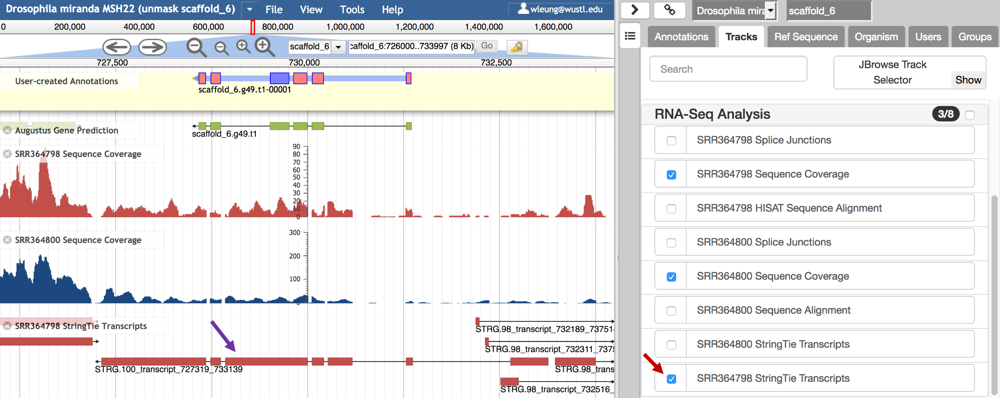 Drosophila miranda MSH22 (unmask scaffold_6) File View Tools Help wleung@wustl.edu
0 200,000 400,000 600,000 800,000 1,000,000 1,200,000 1,400,000 1,600,000
scaffold_6 caffold_6:726000..733997 (8 Kb) Go
727,500 730,000 732,500
User-created Annotations
scaffold_6.g49.t1-00001
Augustus Gene Prediction
scaffold_6.g49.t1
SRR364798 Sequence Coverage
90
80
70
60
50
40
30
20
10
0
SRR364800 Sequence Coverage
300
200
100
0
SRR364798 StringTie Transcripts
STRG.98_transcript_732189_73751
STRG.98_transcript_732311_737
STRG.100_transcript_727319_733139
STRG.98_trans
STRG.98_transcript_732516_
Drosophila mira scaffold_6
Annotations Tracks Ref Sequence Organism Users Groups
Search
JBrowse Track
Selector
Show
RNA-Seq Analysis 3/8
SRR364798 Splice Junctions
SRR364798 Sequence Coverage
SRR364798 HISAT Sequence Alignment
SRR364800 Splice Junctions
SRR364800 Sequence Coverage
SRR364800 Sequence Alignment
SRR364800 StringTie Transcripts
SRR364798 StringTie Transcripts